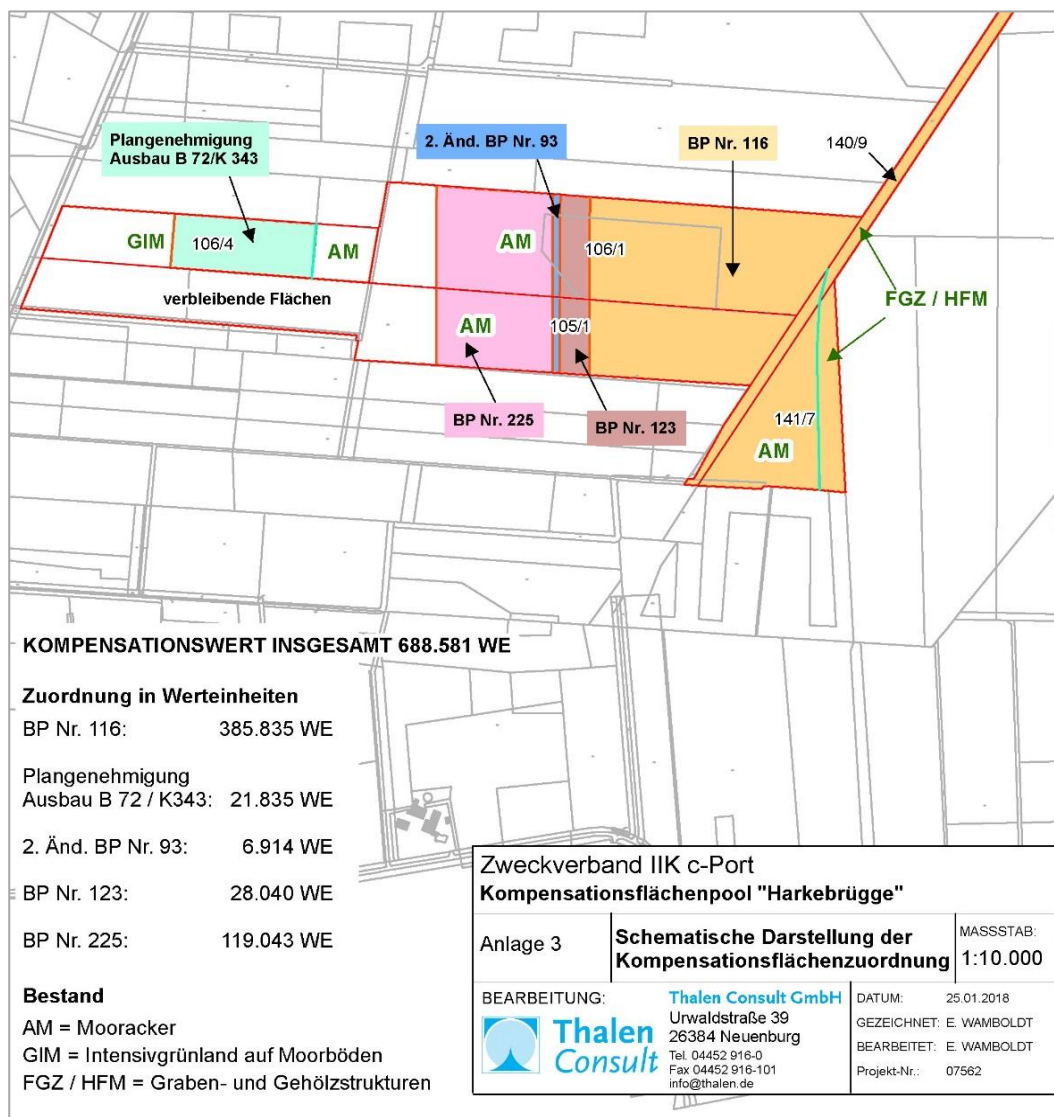 Plangenehmigung
Ausbau B 72/K 343
2. Änd. BP Nr. 93
BP Nr. 116
140/9
GIM
106/4
AM
AM
106/1
verbleibende Flächen
FGZ / HFM
AM
105/1
BP Nr. 225
BP Nr. 123
141/7
AM
KOMPENSATIONSWERT INSGESAMT 688.581 WE
Zuordnung in Werteinheiten
BP Nr. 116: 385.835 WE
Plangenehmigung
Ausbau B 72 / K343: 21.835 WE
2. Änd. BP Nr. 93: 6.914 WE
BP Nr. 123: 28.040 WE
BP Nr. 225: 119.043 WE
Bestand
AM = Mooracker
GIM = Intensivgrünland auf Moorböden
FGZ / HFM = Graben- und Gehölzstrukturen
Zweckverband IIK c-Port
Kompensationsflächenpool "Harkebrügge"
Anlage 3
Schematische Darstellung der
Kompensationsflächenzuordnung
MASSSTAB:
1:10.000
BEARBEITUNG:
Thalen
Consult
Thalen Consult GmbH
Urwaldstraße 39
26384 Neuenburg
Tel. 04452 916-0
Fax 04452 916-101
info@thalen.de
DATUM: 25.01.2018
GEZEICHNET: E. WAMBOLDT
BEARBEITET: E. WAMBOLDT
Projekt-Nr.: 07562